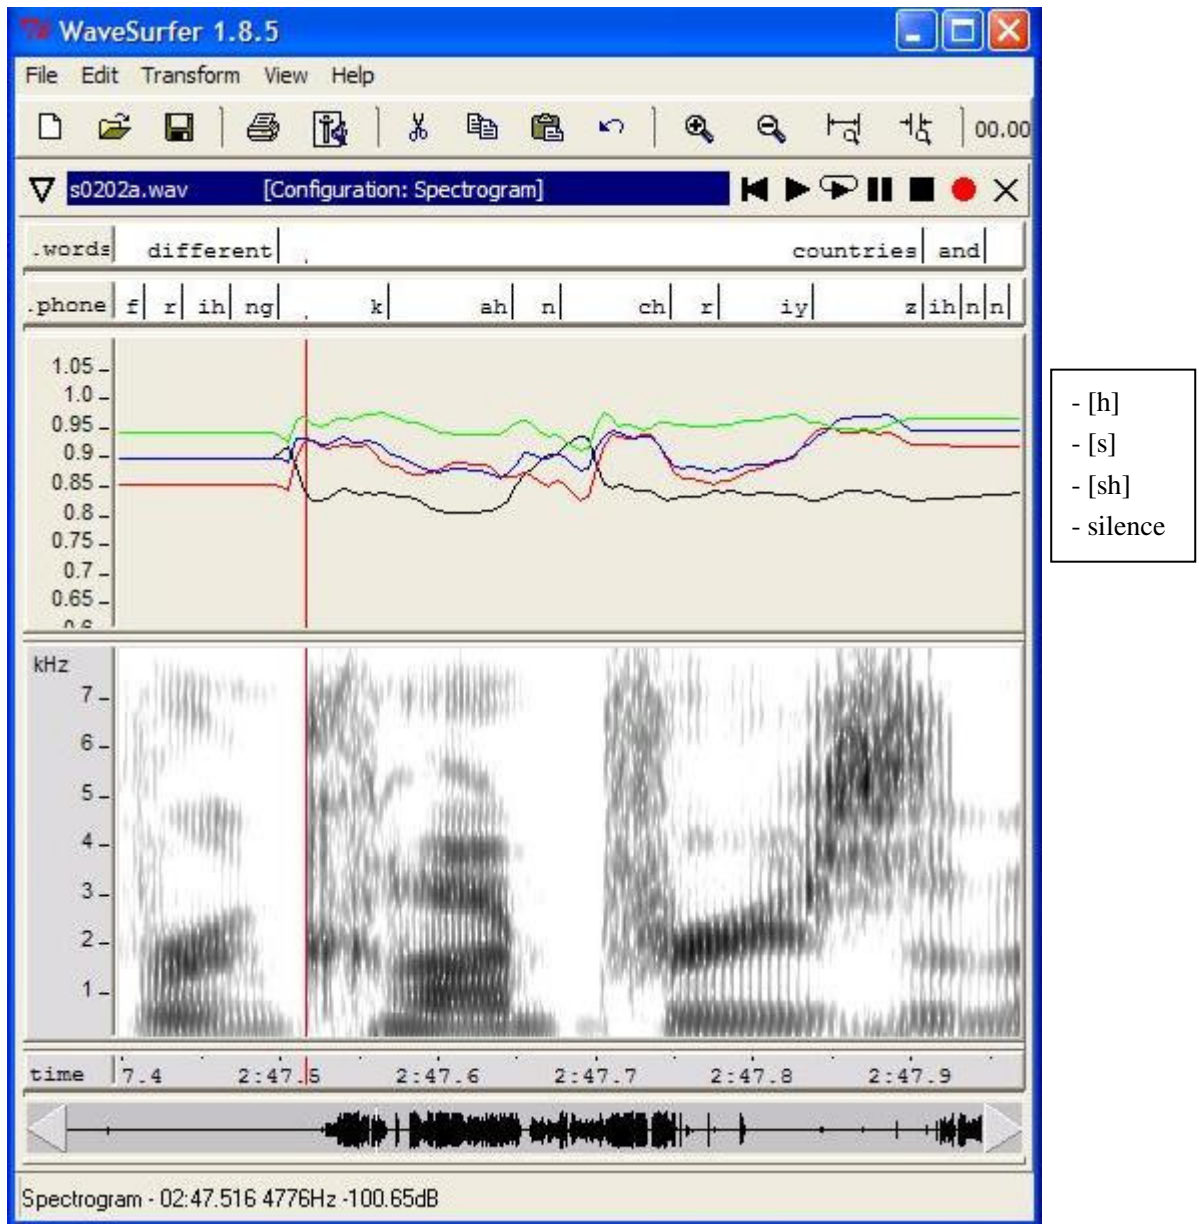 WaveSurfer 1.8.5
File Edit Transform View Help
00.00
s0202a.wav [Configuration: Spectrogram]
.words different countries and
.phone f r ih ng k ah n ch r iy z ih n n
1.05
1.0
0.95
0.9
0.85
0.8
0.75
0.7
0.65
- [h]
- [s]
- [sh]
- silence
kHz
7
6
5
4
3
2
1
time 7.4 2:47.5 2:47.6 2:47.7 2:47.8 2:47.9
Spectrogram - 02:47.516 4776Hz -100.65dB